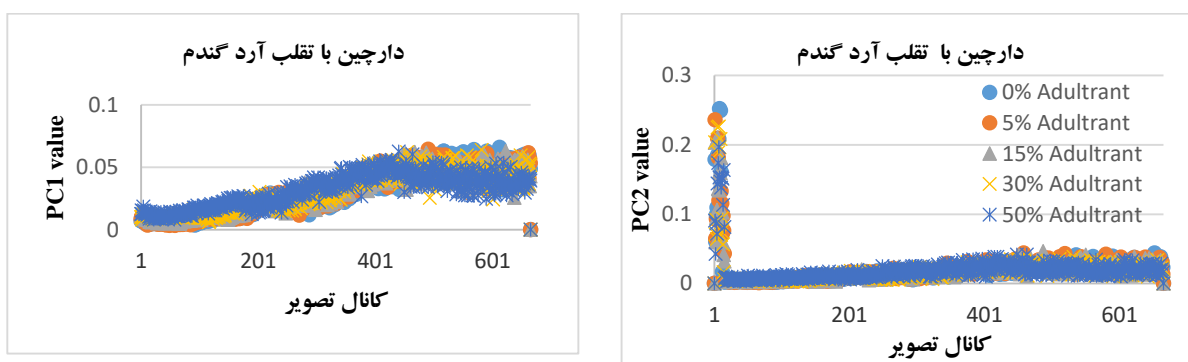 دارچین با تقلب آرد گندم
PC1 value
0.1
0.05
0
1
201
401
601
کانال تصویر
دارچین با تقلب آرد گندم
PC2 value
0.3
0.2
0.1
0
0% Adultrant
5% Adultrant
15% Adultrant
30% Adultrant
50% Adultrant
1
201
401
601
کانال تصویر